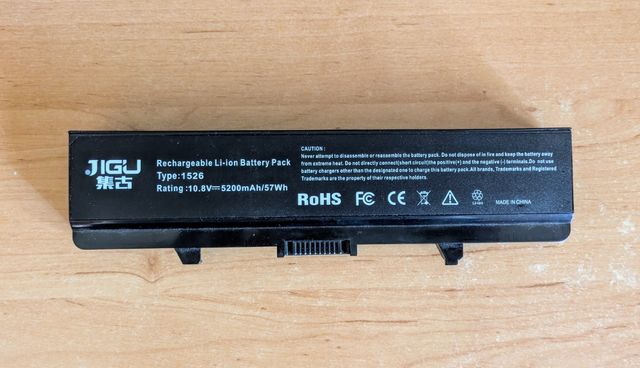 JIGU
集古
Rechargeable Li-ion Battery Pack
Type:1526
Rating :10.8V⎓5200mAh/57Wh
CAUTION :
Never attempt to disassemble or reassemble the battery pack. Do not dispose of in fire and keep the battery away
from extreme heat. Do not directly connect(short circuit)the positive(+) and the negative (-) terminals.Do not use
battery chargers other than the designated one to charge this battery pack.All brands, Trademarks and Registered
Trademarks are the property of their respective holders.
RoHS FC CE Li-ion MADE IN CHINA